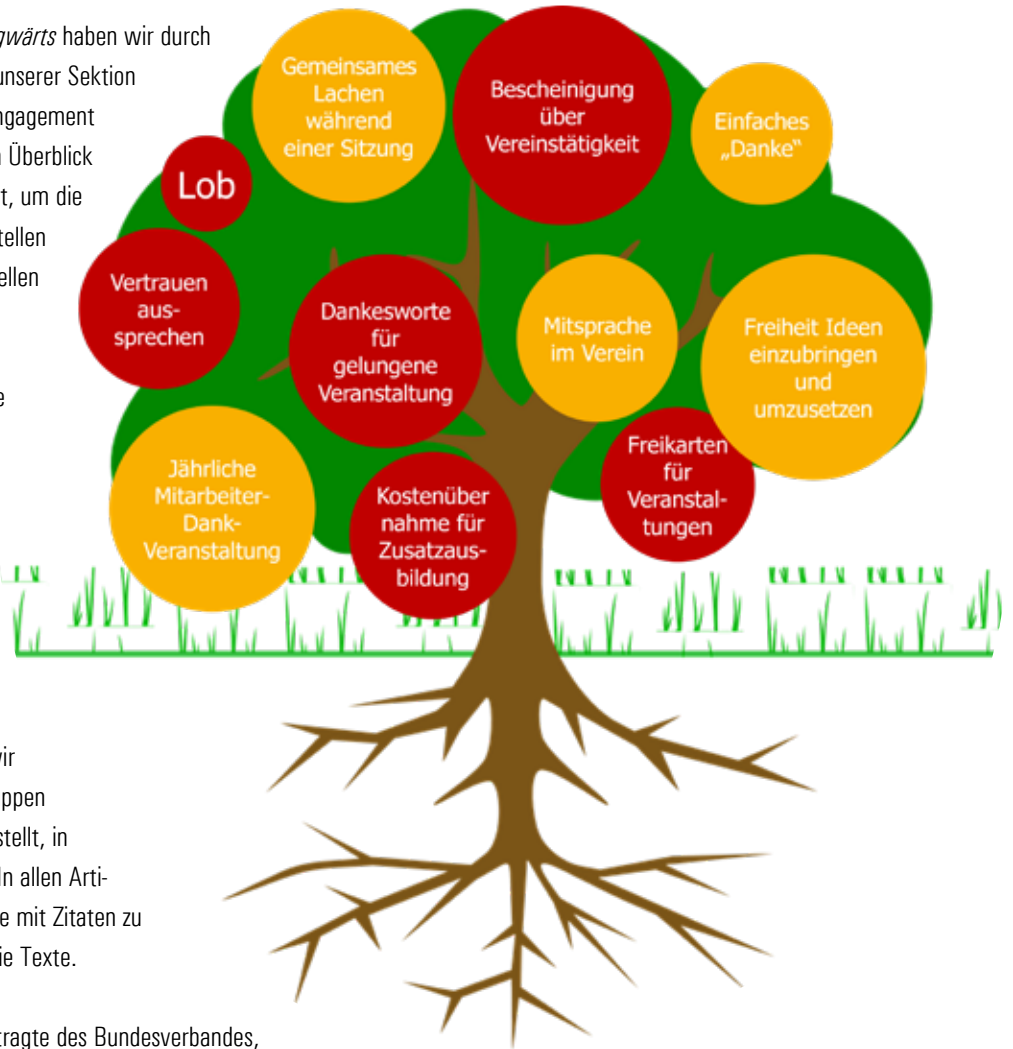 gwärts haben wir durch
unserer Sektion
ngagement
n Überblick
t, um die
tellen
ellen
e
wir
ppen
stellt, in
In allen Arti-
e mit Zitaten zu
ie Texte.
tragte des Bundesverbandes,
Gemeinsames
Lachen
während
einer Sitzung
Bescheinigung
über
Vereinstätigkeit
Einfaches
„Danke“
Lob
Vertrauen
aus-
sprechen
Dankesworte
für
gelungene
Veranstaltung
Mitsprache
im Verein
Freiheit Ideen
einzubringen
und
umzusetzen
Jährliche
Mitarbeiter-
Dank-
Veranstaltung
Kostenüber
nahme für
Zusatzaus-
bildung
Freikarten
für
Veranstal-
tungen